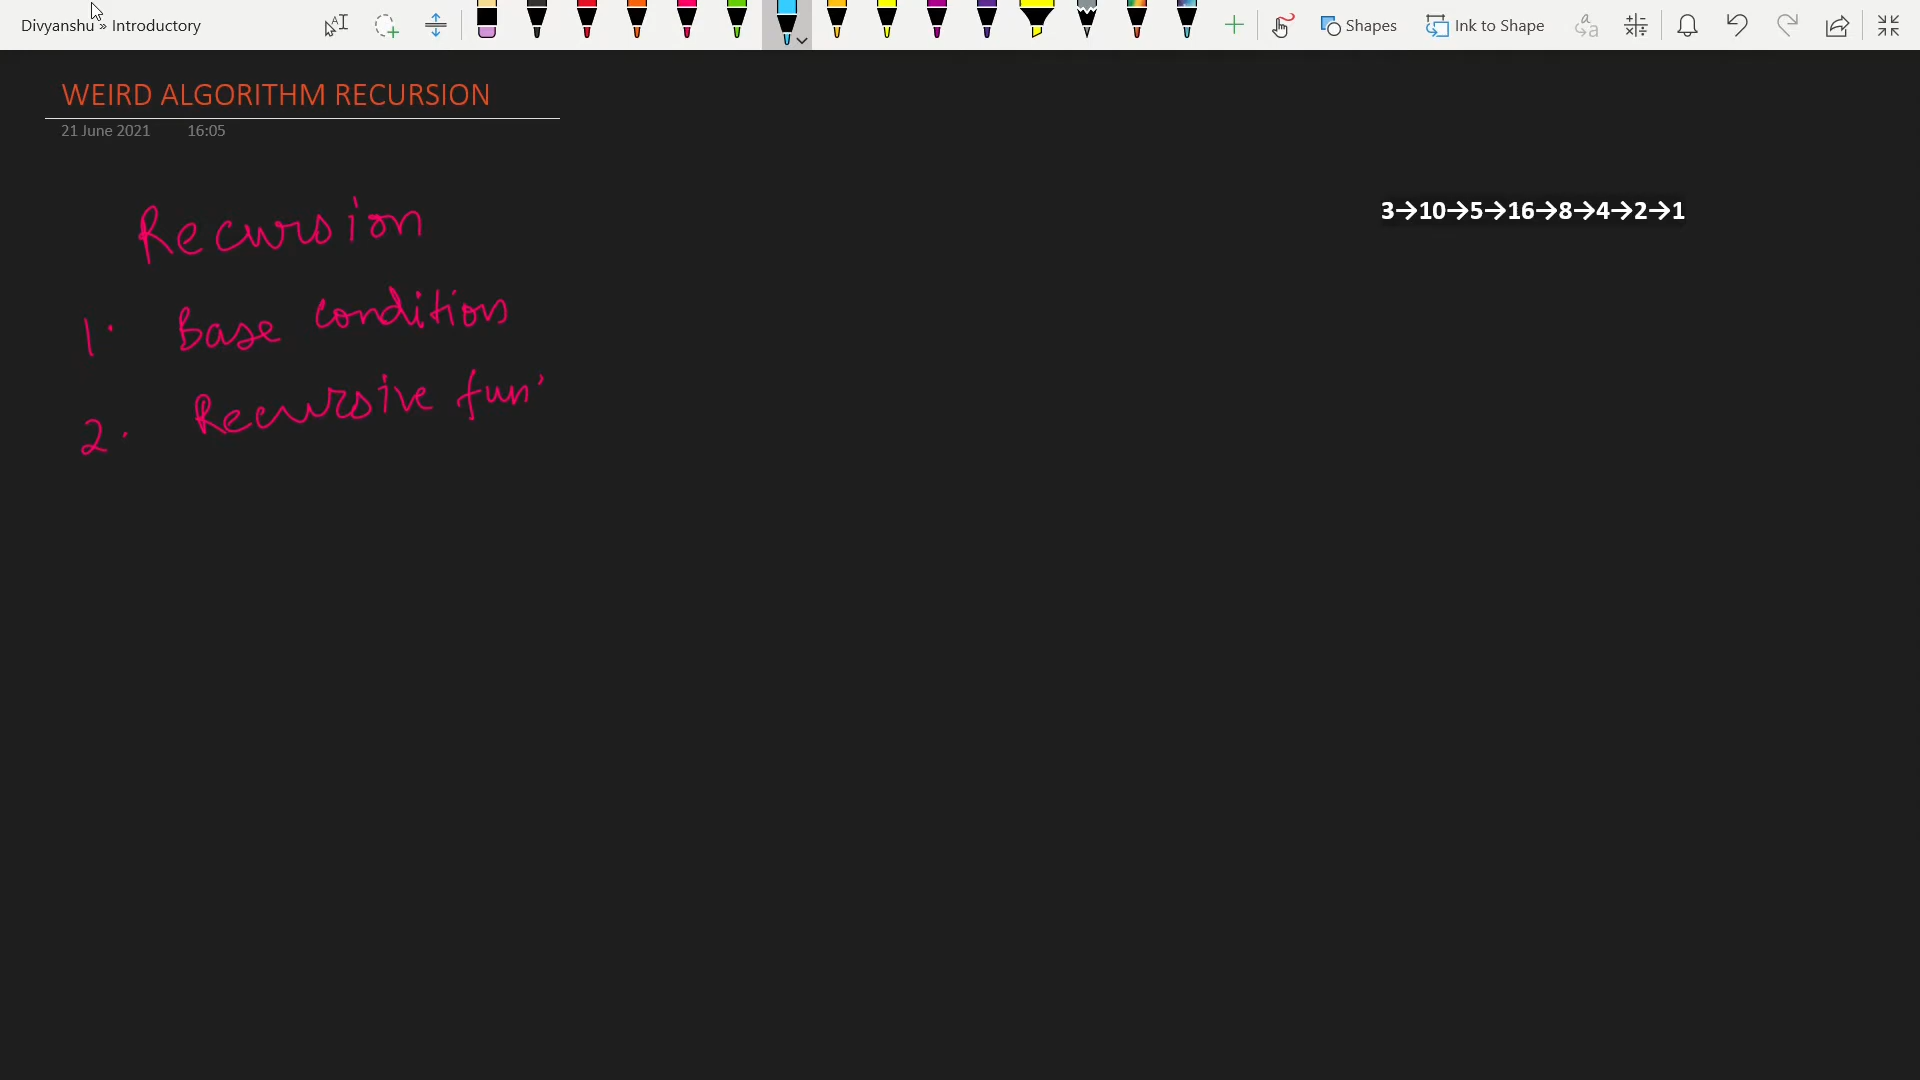 Divyanshu » Introductory
Shapes
Ink to Shape
WEIRD ALGORITHM RECURSION
21 June 2021 16:05
3→10→5→16→8→4→2→1
Recursion
1. Base condition
2. Recursive fun'